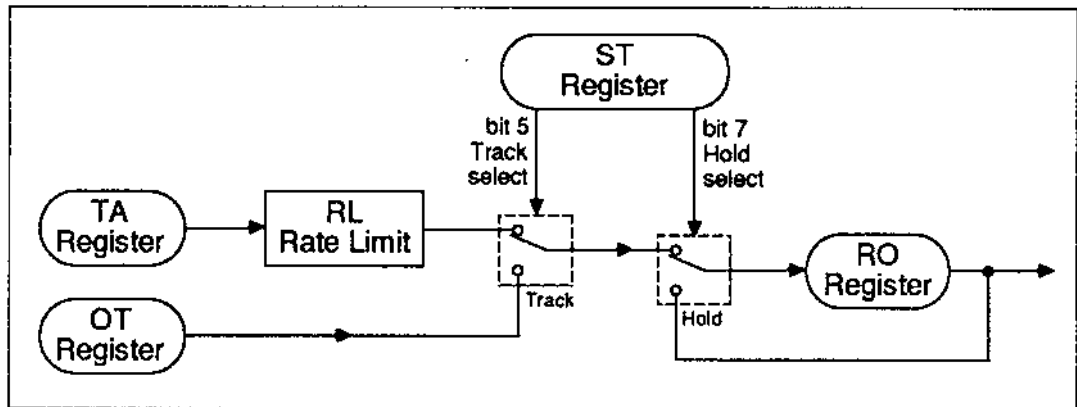 ST
Register
bit 5
Track
select
bit 7
Hold
select
TA
Register
RL
Rate Limit
RO
Register
Track
Hold
OT
Register